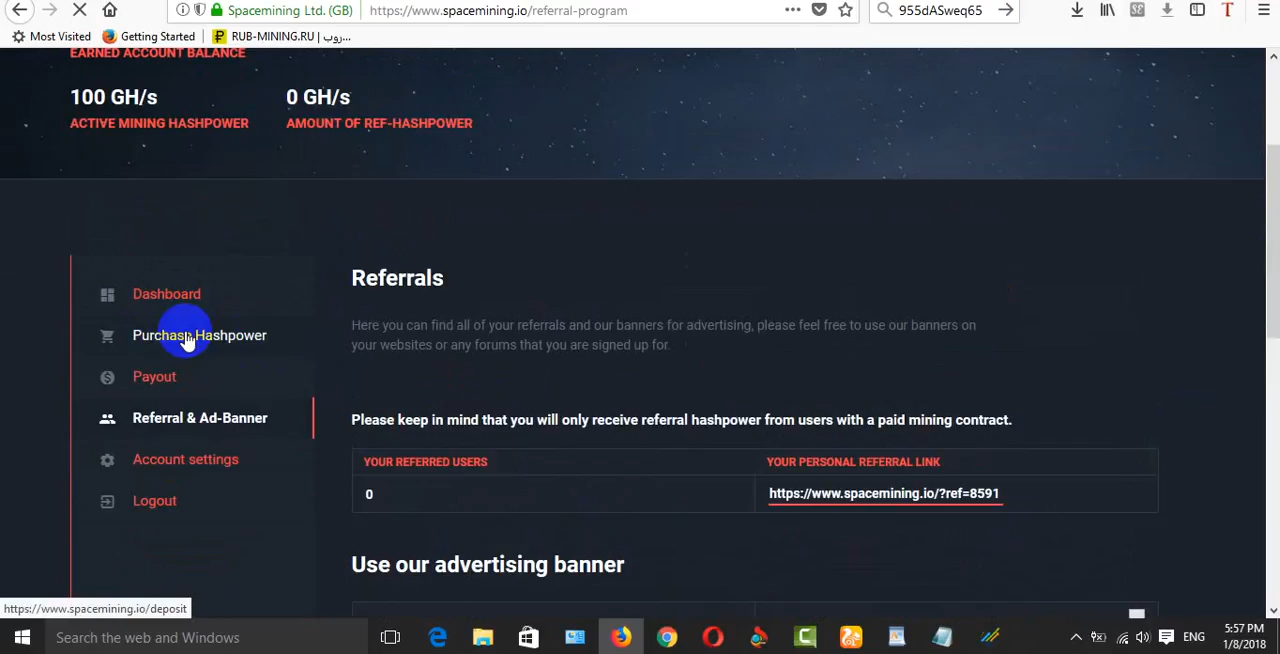 Spacemining Ltd. (GB)
https://www.spacemining.io/referral-program
955dASweq65
Most Visited
Getting Started
RUB-MINING.RU | روب...
EARNED ACCOUNT BALANCE
100 GH/s
0 GH/s
ACTIVE MINING HASHPOWER
AMOUNT OF REF-HASHPOWER
Dashboard
Purchase Hashpower
Payout
Referral & Ad-Banner
Account settings
Logout
Referrals
Here you can find all of your referrals and our banners for advertising, please feel free to use our banners on
your websites or any forums that you are signed up for.
Please keep in mind that you will only receive referral hashpower from users with a paid mining contract.
YOUR REFERRED USERS
YOUR PERSONAL REFERRAL LINK
0
https://www.spacemining.io/?ref=8591
Use our advertising banner
https://www.spacemining.io/deposit
Search the web and Windows
ENG
5:57 PM
1/8/2018